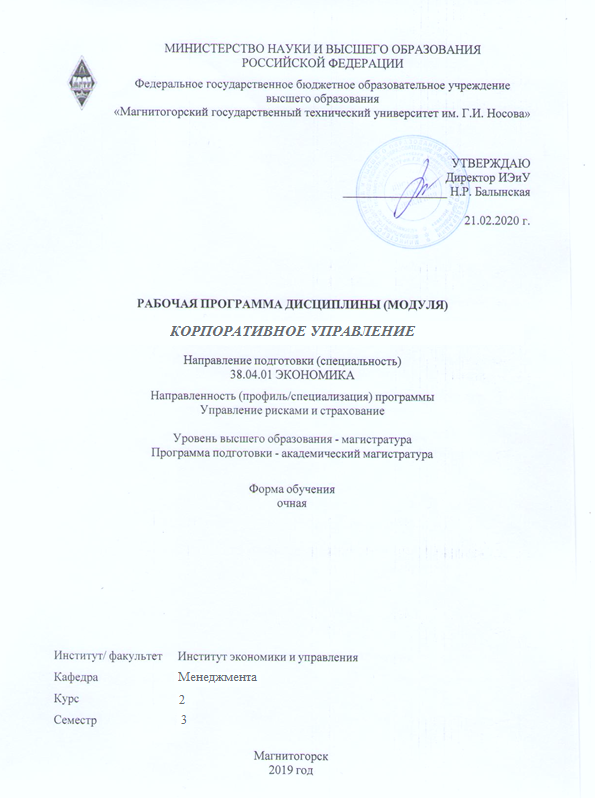 МИНИСТЕРСТВО НАУКИ И ВЫСШЕГО ОБРАЗОВАНИЯ
РОССИЙСКОЙ ФЕДЕРАЦИИ
Федеральное государственное бюджетное образовательное учреждение
высшего образования
«Магнитогорский государственный технический университет им. Г.И. Носова»
УТВЕРЖДАЮ
Директор ИЭиУ
Н.Р. Балынская
21.02.2020 г.
РАБОЧАЯ ПРОГРАММА ДИСЦИПЛИНЫ (МОДУЛЯ)
КОРПОРАТИВНОЕ УПРАВЛЕНИЕ
Направление подготовки (специальность)
38.04.01 ЭКОНОМИКА
Направленность (профиль/специализация) программы
Управление рисками и страхование
Уровень высшего образования - магистратура
Программа подготовки - академический магистратура
Форма обучения
очная
Институт/ факультет Институт экономики и управления
Кафедра Менеджмента
Курс 2
Семестр 3
Магнитогорск
2019 год